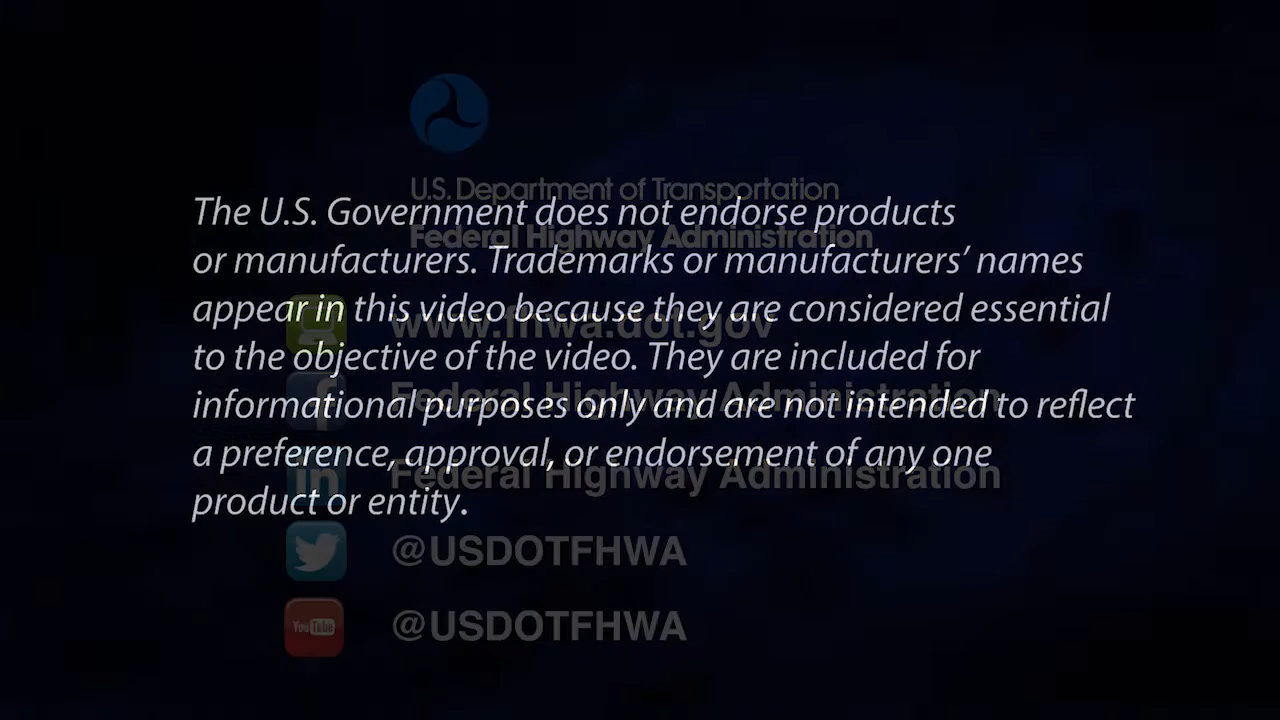 U.S. Department of Transportation
Federal Highway Administration
The U.S. Government does not endorse products
or manufacturers. Trademarks or manufacturers’ names
appear in this video because they are considered essential
to the objective of the video. They are included for
informational purposes only and are not intended to reflect
a preference, approval, or endorsement of any one
product or entity.
www.fhwa.dot.gov
f Federal Highway Administration
in Federal Highway Administration
@USDOTFHWA
YouTube @USDOTFHWA